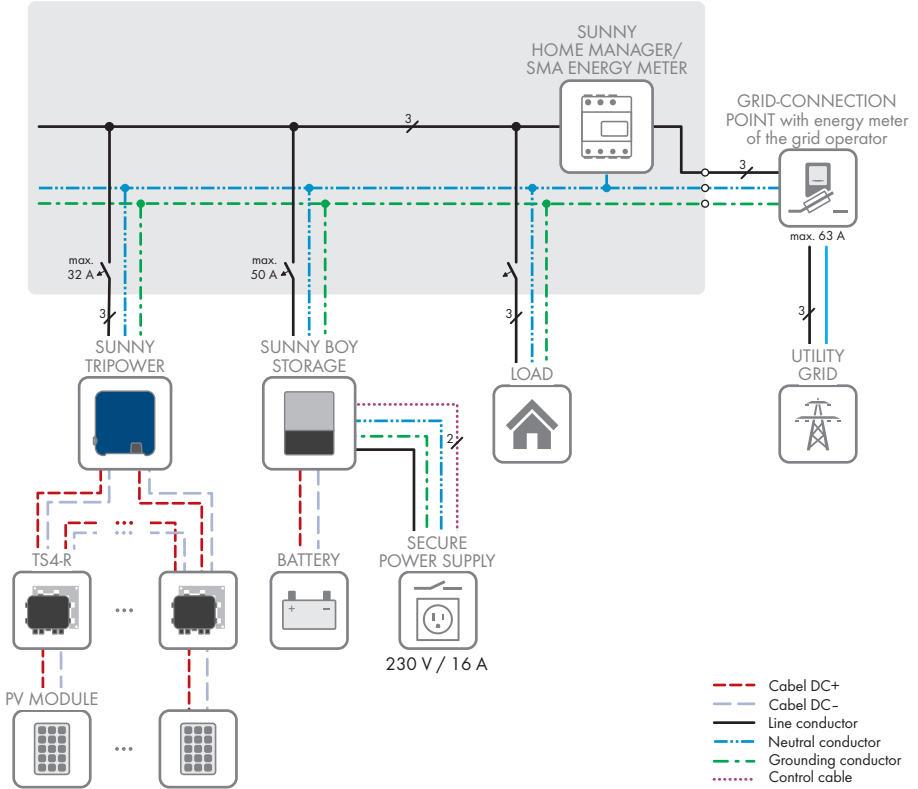 SUNNY
HOME MANAGER/
SMA ENERGY METER
GRID-CONNECTION
POINT with energy meter
of the grid operator
3
3
max. 63 A
max.
32 A
max.
50 A
3
3
3
SUNNY
TRIPOWER
SUNNY BOY
STORAGE
LOAD
UTILITY
GRID
2
TS4-R
BATTERY
SECURE
POWER SUPPLY
...
...
...
+ −
230 V / 16 A
PV MODULE
...
Cabel DC+
Cabel DC–
Line conductor
Neutral conductor
Grounding conductor
Control cable